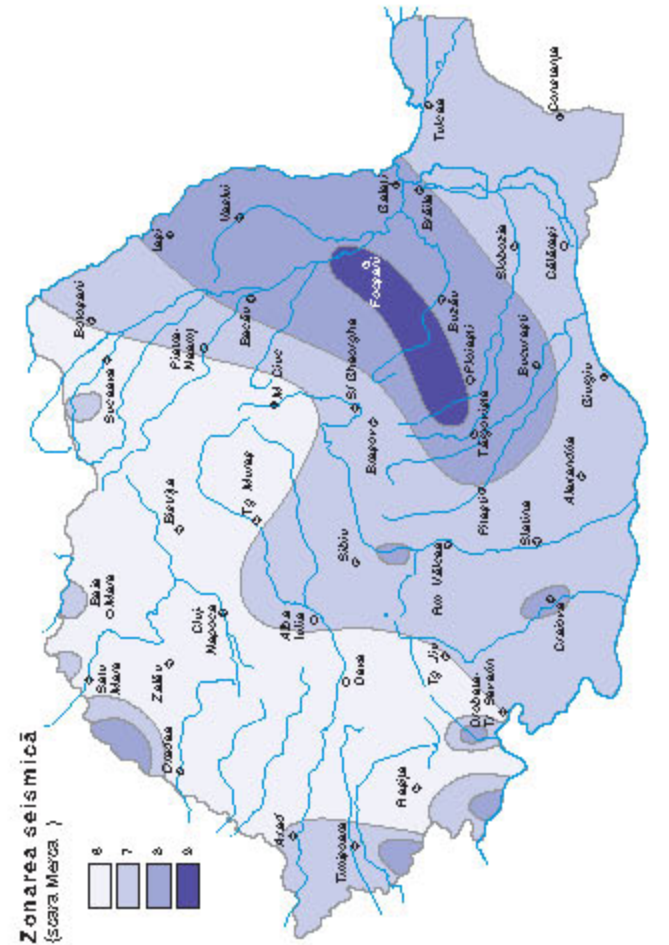 Zonarea seismică
(scara Merca )
6
7
8
9
Satu
Mare
Baia
Mare
Suceava
Botoșani
Oradea
Zalău
Bistrița
Piatra-
Neamț
Iași
Cluj
Napoca
Tg Mureș
Bacău
Vaslui
M. Ciuc
Arad
Alba
Iulia
Deva
Sibiu
Brașov
Sf Gheorghe
Focșani
Timișoara
Galați
Reșița
Tg Jiu
Rm Vâlcea
Pitești
Târgoviște
Ploiești
Buzău
Brăila
Tulcea
Drobeta-
Tr Severin
Craiova
Slatina
București
Slobozia
Alexandria
Giurgiu
Călărași
Constanța